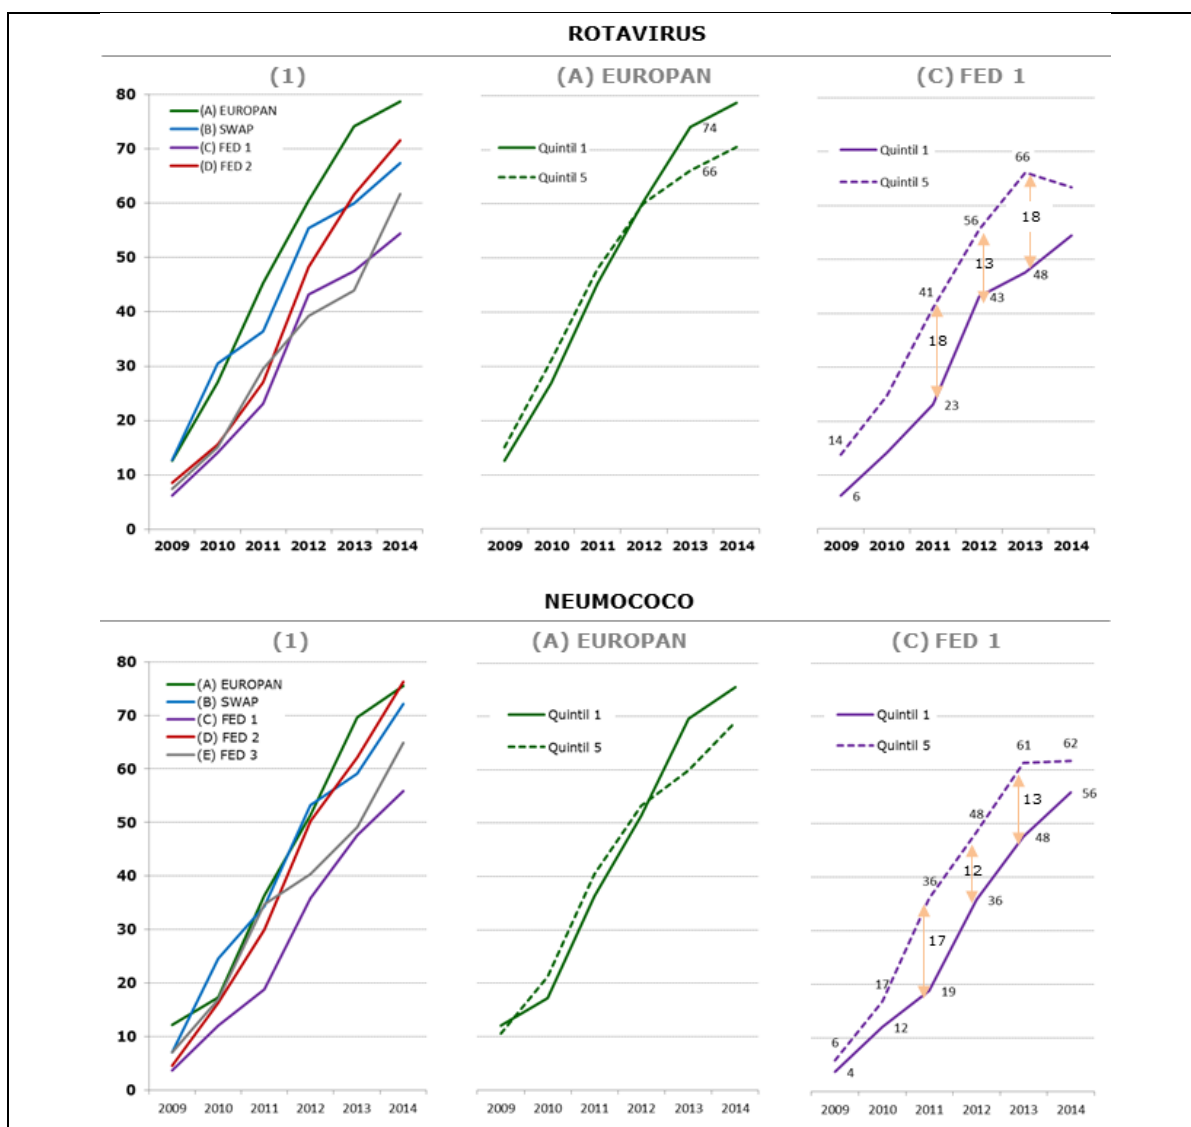 ROTAVIRUS
(1)
(A) EUROPAN
(C) FED 1
80
70
60
50
40
30
20
10
0
(A) EUROPAN
(B) SWAP
(C) FED 1
(D) FED 2
2009 2010 2011 2012 2013 2014
Quintil 1
Quintil 5
74
66
2009 2010 2011 2012 2013 2014
Quintil 1
Quintil 5
66
56
18
13
48
41
43
18
23
14
6
2009 2010 2011 2012 2013 2014
NEUMOCOCO
(1)
(A) EUROPAN
(C) FED 1
80
70
60
50
40
30
20
10
0
(A) EUROPAN
(B) SWAP
(C) FED 1
(D) FED 2
(E) FED 3
2009 2010 2011 2012 2013 2014
Quintil 1
Quintil 5
2009 2010 2011 2012 2013 2014
Quintil 1
Quintil 5
61
62
13
56
48
48
12
36
36
17
17
19
12
6
4
2009 2010 2011 2012 2013 2014